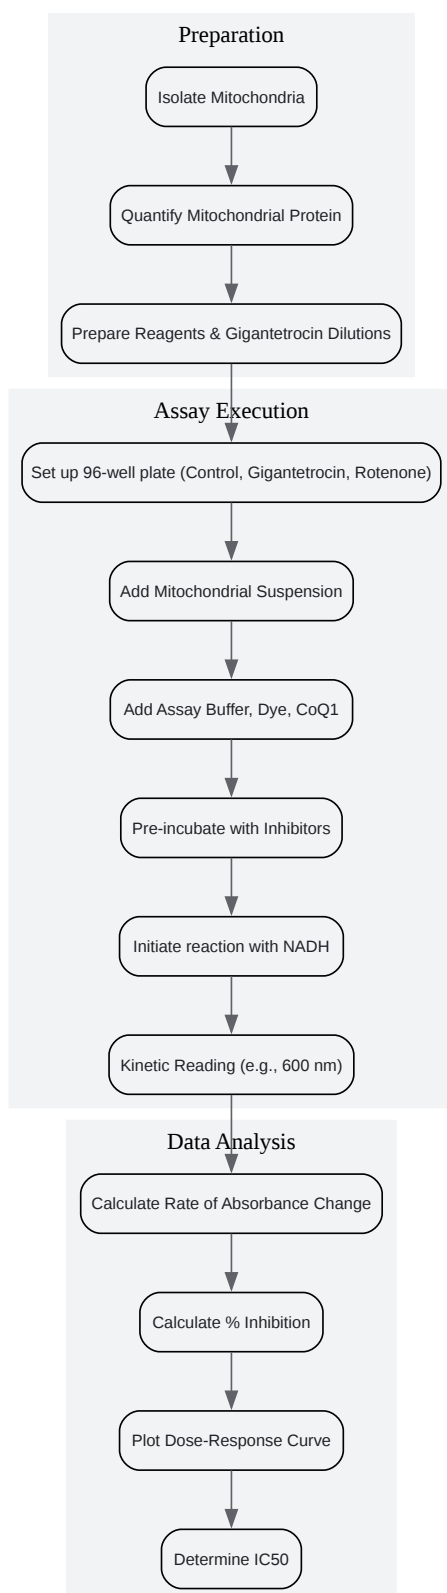 Preparation
Isolate Mitochondria
Quantify Mitochondrial Protein
Prepare Reagents & Gigantetrocin Dilutions
Assay Execution
Set up 96-well plate (Control, Gigantetrocin, Rotenone)
Add Mitochondrial Suspension
Add Assay Buffer, Dye, CoQ1
Pre-incubate with Inhibitors
Initiate reaction with NADH
Kinetic Reading (e.g., 600 nm)
Data Analysis
Calculate Rate of Absorbance Change
Calculate % Inhibition
Plot Dose-Response Curve
Determine IC50